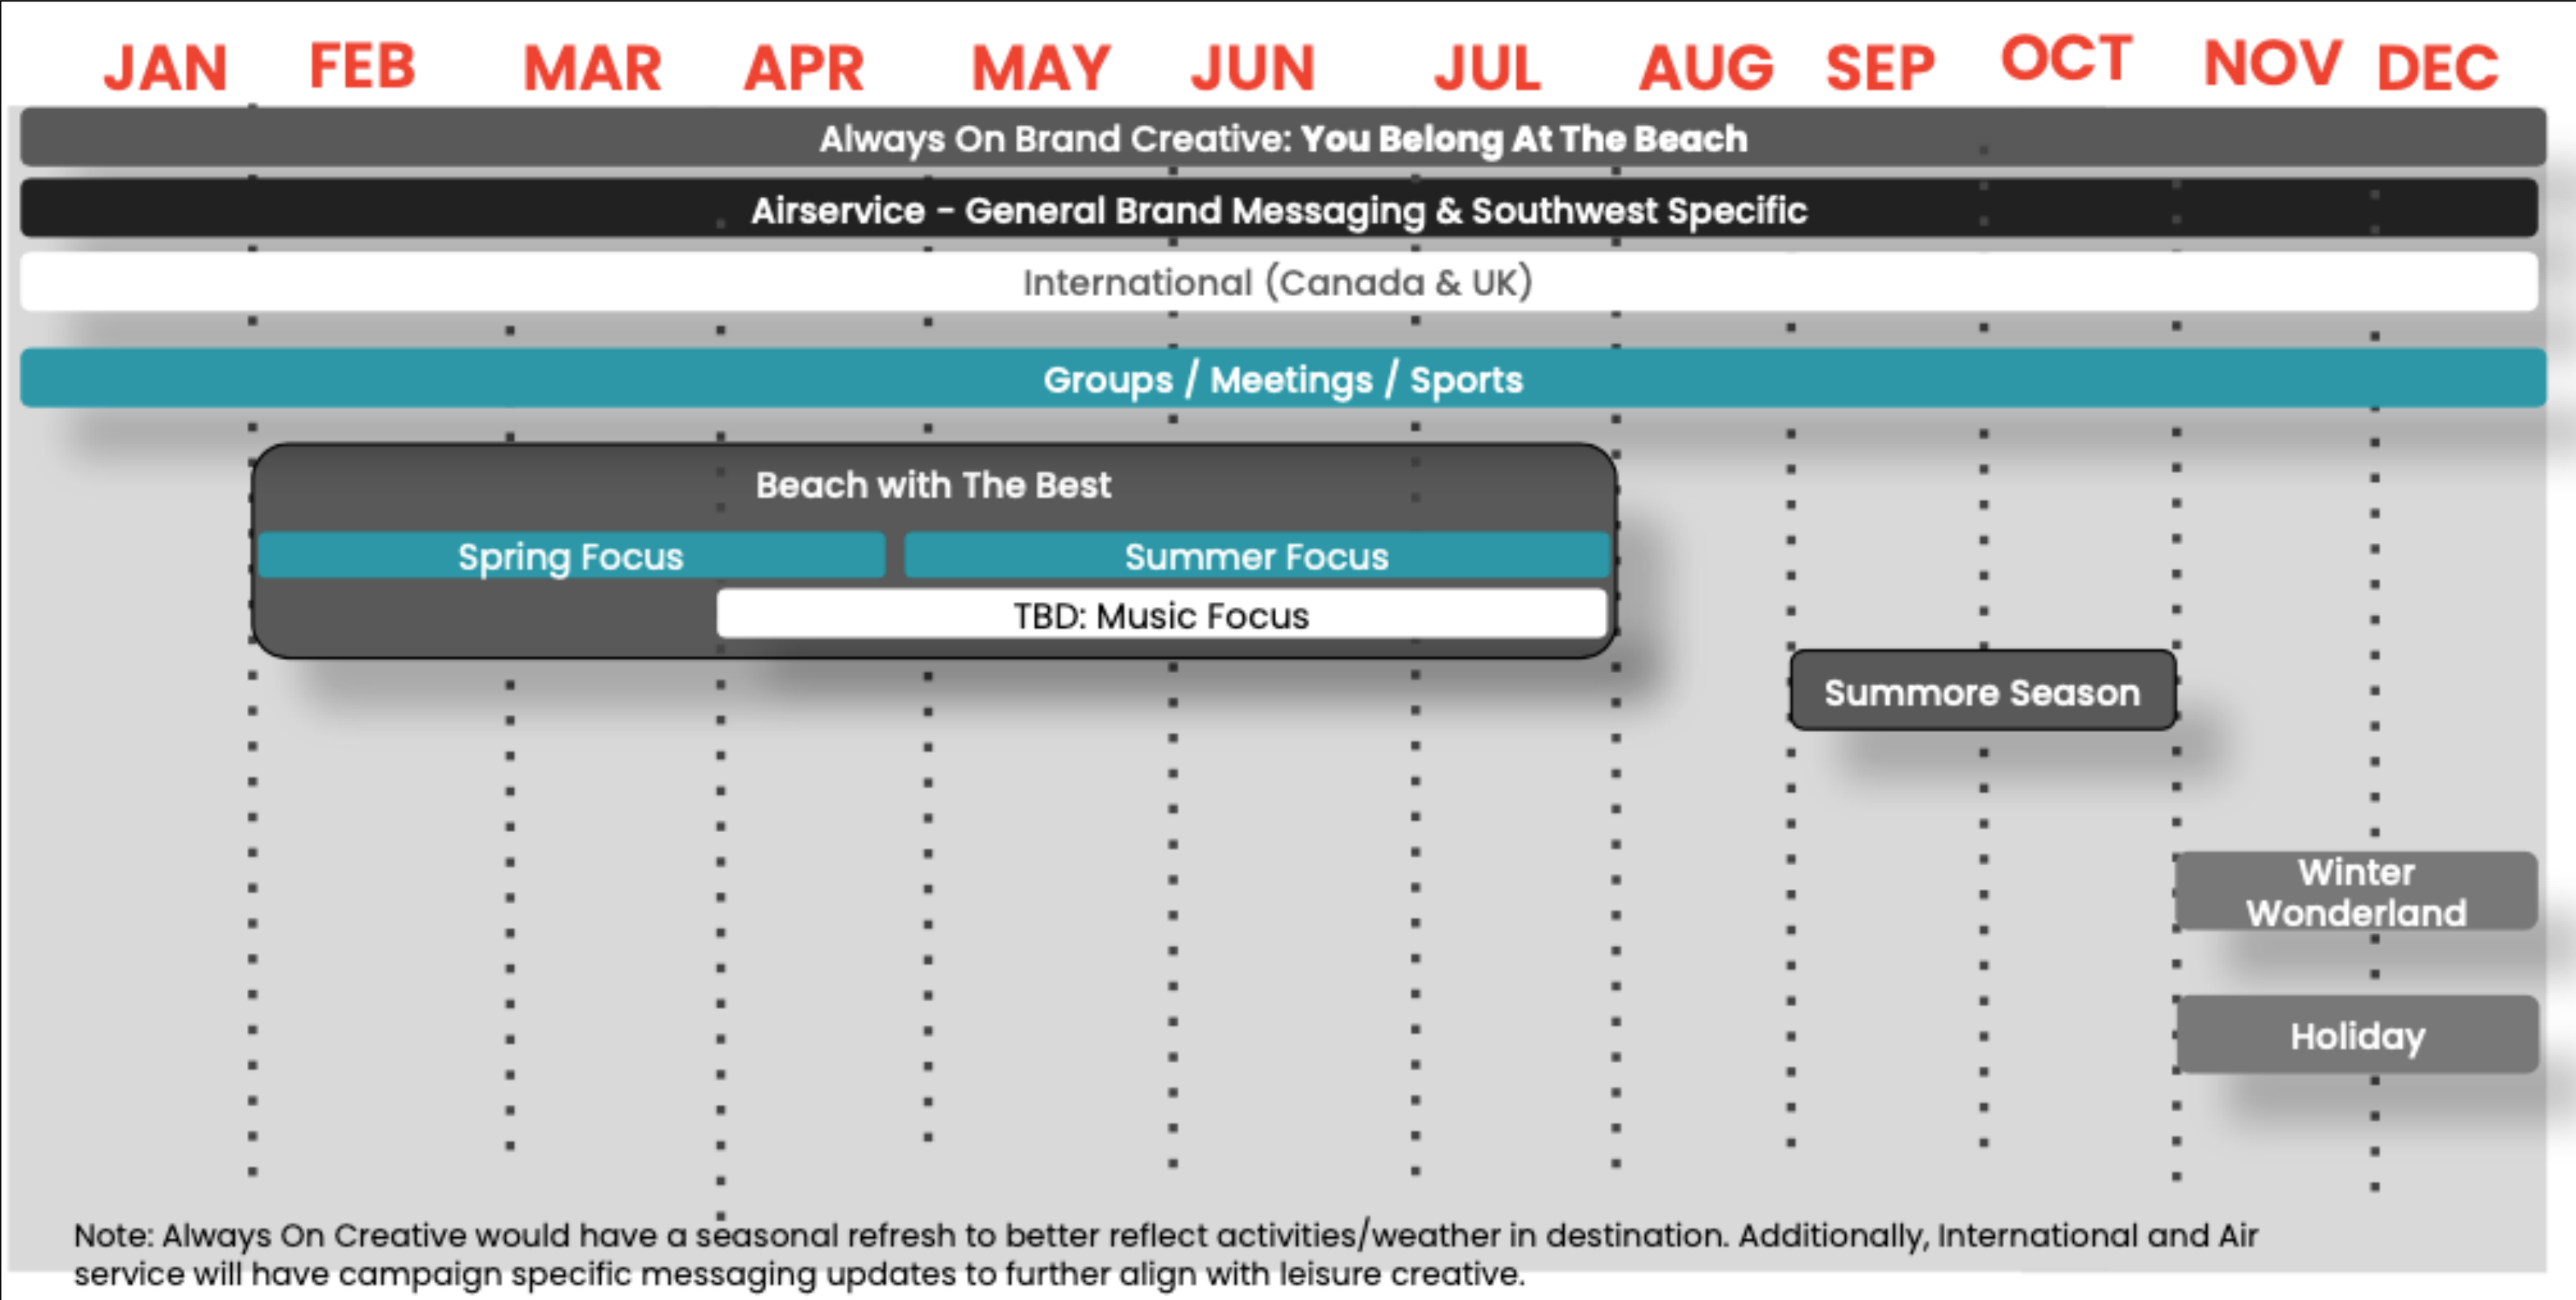 JAN FEB MAR APR MAY JUN JUL AUG SEP OCT NOV DEC
Always On Brand Creative: You Belong At The Beach
Airservice - General Brand Messaging & Southwest Specific
International (Canada & UK)
Groups / Meetings / Sports
Beach with The Best
Spring Focus
Summer Focus
TBD: Music Focus
Summore Season
Winter
Wonderland
Holiday
Note: Always On Creative would have a seasonal refresh to better reflect activities/weather in destination. Additionally, International and Air
service will have campaign specific messaging updates to further align with leisure creative.